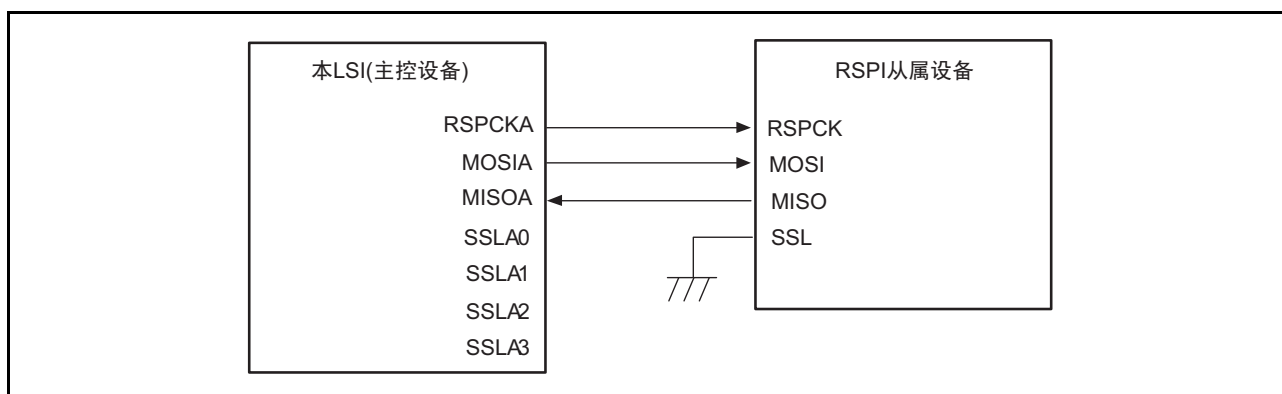 本LSI(主控设备)
RSPCKA
MOSIA
MISOA
SSLA0
SSLA1
SSLA2
SSLA3
RSPI从属设备
RSPCK
MOSI
MISO
SSL